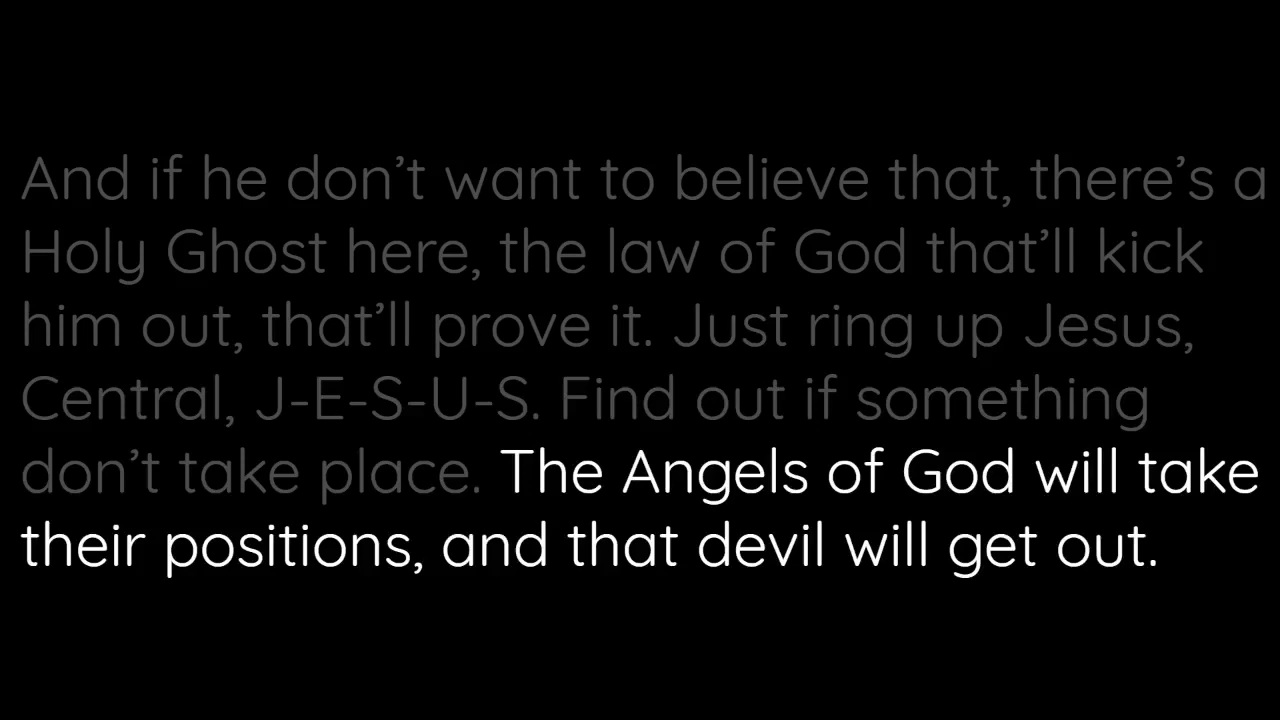 And if he don’t want to believe that, there’s a
Holy Ghost here, the law of God that’ll kick
him out, that’ll prove it. Just ring up Jesus,
Central, J-E-S-U-S. Find out if something
don’t take place. The Angels of God will take
their positions, and that devil will get out.